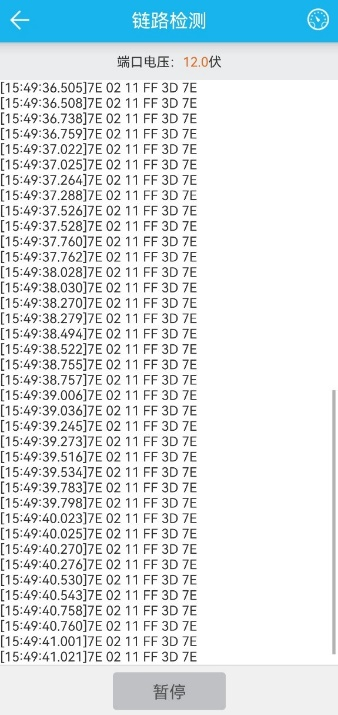 链路检测
端口电压：12.0伏
[15:49:36.505]7E 02 11 FF 3D 7E
[15:49:36.508]7E 02 11 FF 3D 7E
[15:49:36.738]7E 02 11 FF 3D 7E
[15:49:36.759]7E 02 11 FF 3D 7E
[15:49:37.022]7E 02 11 FF 3D 7E
[15:49:37.025]7E 02 11 FF 3D 7E
[15:49:37.264]7E 02 11 FF 3D 7E
[15:49:37.288]7E 02 11 FF 3D 7E
[15:49:37.526]7E 02 11 FF 3D 7E
[15:49:37.528]7E 02 11 FF 3D 7E
[15:49:37.760]7E 02 11 FF 3D 7E
[15:49:37.762]7E 02 11 FF 3D 7E
[15:49:38.028]7E 02 11 FF 3D 7E
[15:49:38.030]7E 02 11 FF 3D 7E
[15:49:38.270]7E 02 11 FF 3D 7E
[15:49:38.279]7E 02 11 FF 3D 7E
[15:49:38.494]7E 02 11 FF 3D 7E
[15:49:38.522]7E 02 11 FF 3D 7E
[15:49:38.755]7E 02 11 FF 3D 7E
[15:49:38.757]7E 02 11 FF 3D 7E
[15:49:39.006]7E 02 11 FF 3D 7E
[15:49:39.036]7E 02 11 FF 3D 7E
[15:49:39.245]7E 02 11 FF 3D 7E
[15:49:39.273]7E 02 11 FF 3D 7E
[15:49:39.516]7E 02 11 FF 3D 7E
[15:49:39.534]7E 02 11 FF 3D 7E
[15:49:39.783]7E 02 11 FF 3D 7E
[15:49:39.798]7E 02 11 FF 3D 7E
[15:49:40.023]7E 02 11 FF 3D 7E
[15:49:40.025]7E 02 11 FF 3D 7E
[15:49:40.270]7E 02 11 FF 3D 7E
[15:49:40.276]7E 02 11 FF 3D 7E
[15:49:40.530]7E 02 11 FF 3D 7E
[15:49:40.543]7E 02 11 FF 3D 7E
[15:49:40.758]7E 02 11 FF 3D 7E
[15:49:40.760]7E 02 11 FF 3D 7E
[15:49:41.001]7E 02 11 FF 3D 7E
[15:49:41.021]7E 02 11 FF 3D 7E
暂停